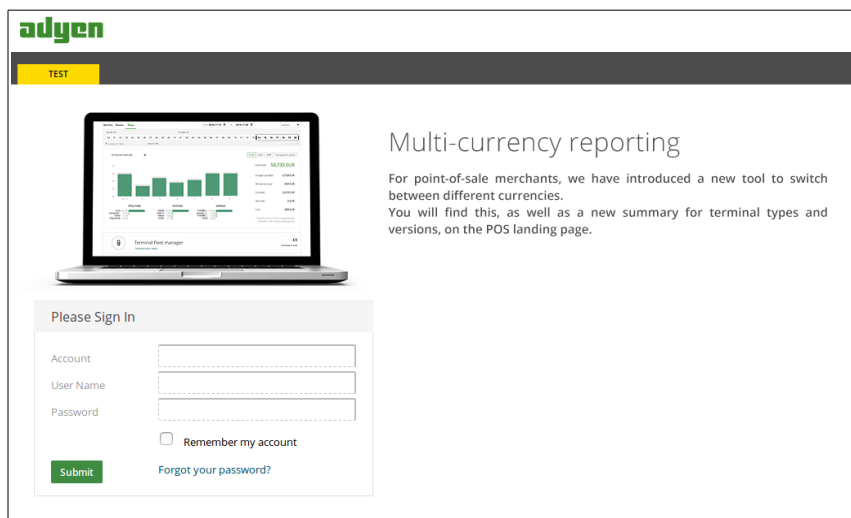 adyen
TEST
Multi-currency reporting
For point-of-sale merchants, we have introduced a new tool to switch
between different currencies.
You will find this, as well as a new summary for terminal types and
versions, on the POS landing page.
Terminal fleet manager
Please Sign In
Account
User Name
Password
Remember my account
Submit
Forgot your password?